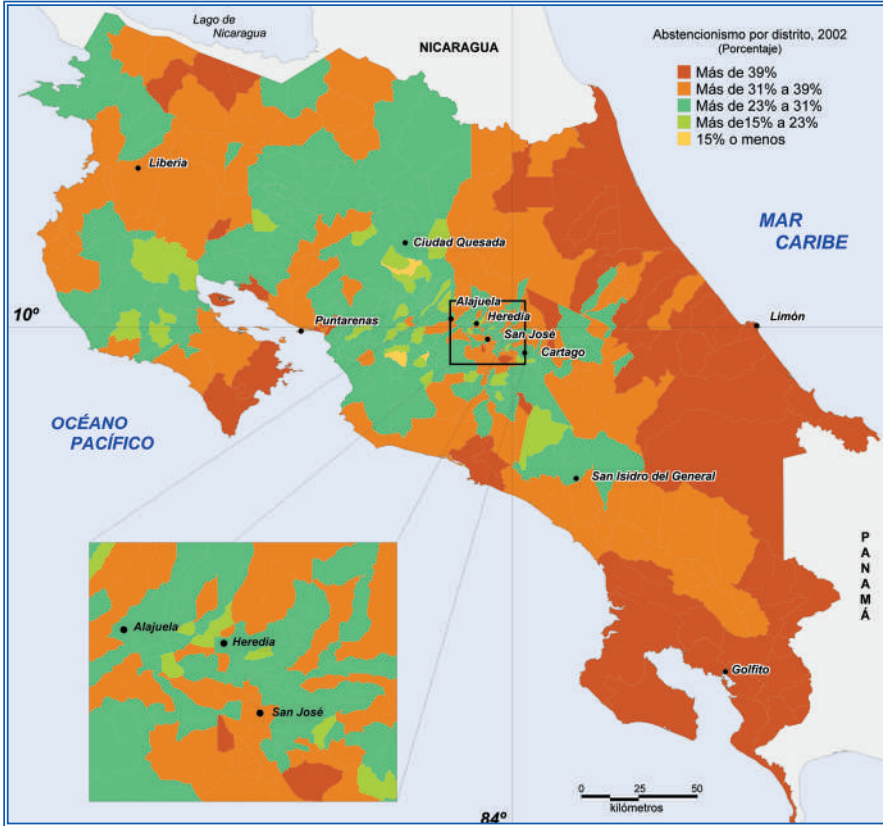 Lago de
Nicaragua
NICARAGUA
Abstencionismo por distrito, 2002
(Porcentaje)
Más de 39%
Más de 31% a 39%
Más de 23% a 31%
Más de15% a 23%
15% o menos
Liberia
Ciudad Quesada
MAR
CARIBE
10º
Puntarenas
Alajuela
Heredia
San José
Cartago
Limón
OCÉANO
PACÍFICO
San Isidro del General
PANAMÁ
Alajuela
Heredia
San José
Golfito
0 25 50
kilómetros
84º